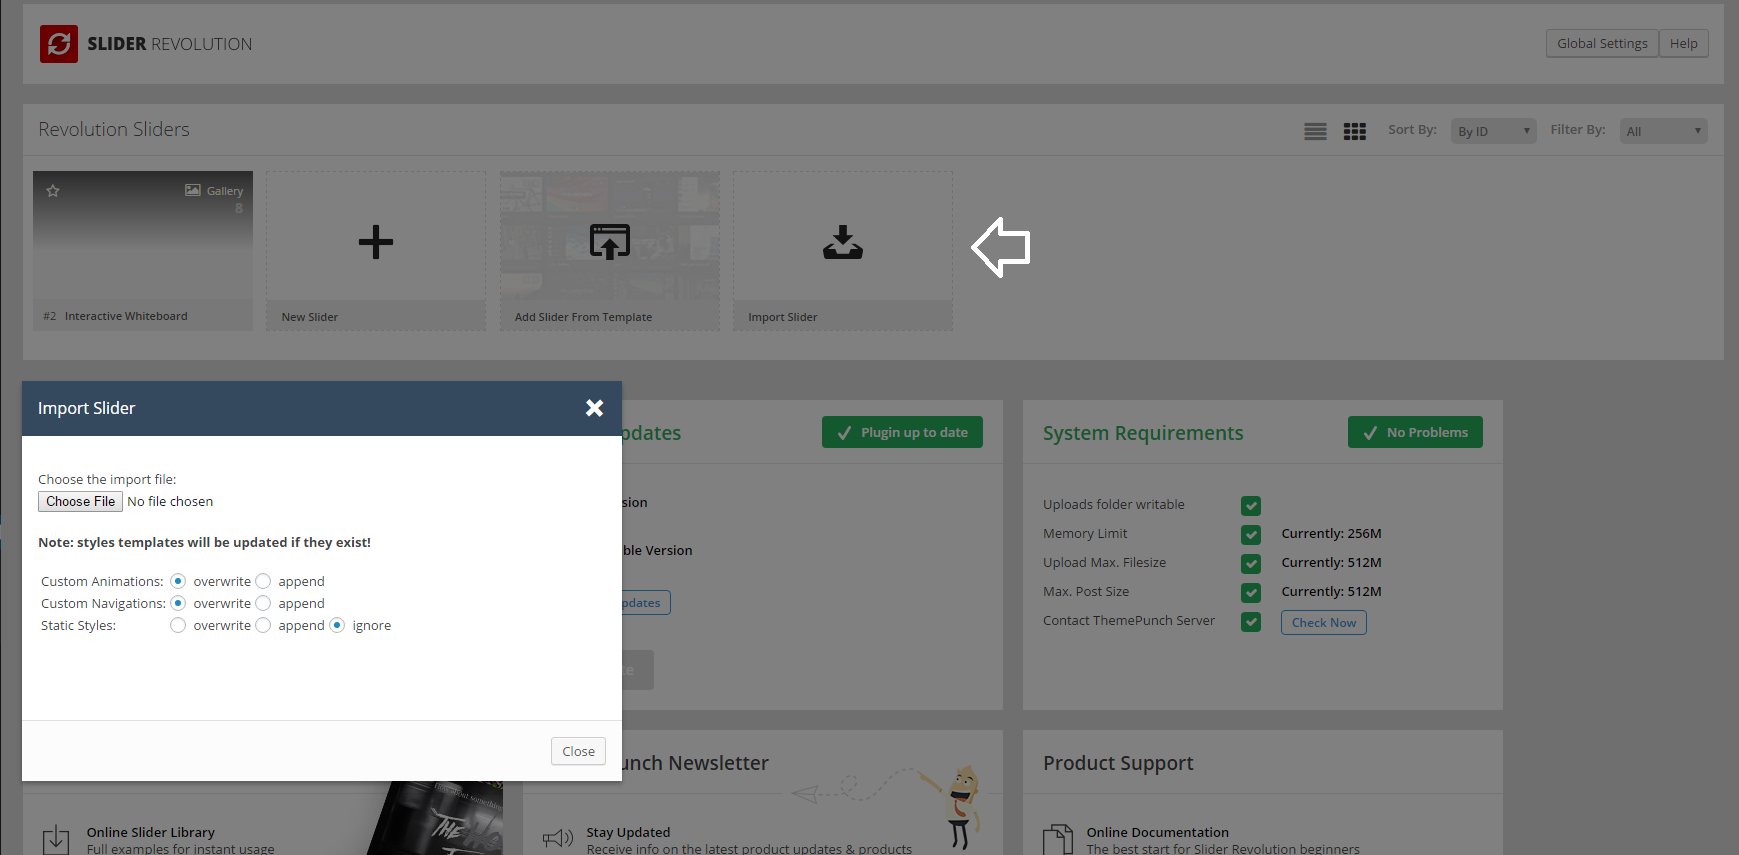 SLIDER REVOLUTION
Global Settings
Help
Revolution Sliders
Sort By:
By ID
Filter By:
All
Gallery
8
#2 Interactive Whiteboard
New Slider
Add Slider From Template
Import Slider
Import Slider
Choose the import file:
Choose File No file chosen
Note: styles templates will be updated if they exist!
Custom Animations: overwrite append
Custom Navigations: overwrite append
Static Styles: overwrite append ignore
Close
pdates
Plugin up to date
sion
ble Version
pdates
te
System Requirements
No Problems
Uploads folder writable
Memory Limit Currently: 256M
Upload Max. Filesize Currently: 512M
Max. Post Size Currently: 512M
Contact ThemePunch Server Check Now
Online Slider Library
Full examples for instant usage
THE
unch Newsletter
Stay Updated
Receive info on the latest product updates & products
Product Support
Online Documentation
The best start for Slider Revolution beginners